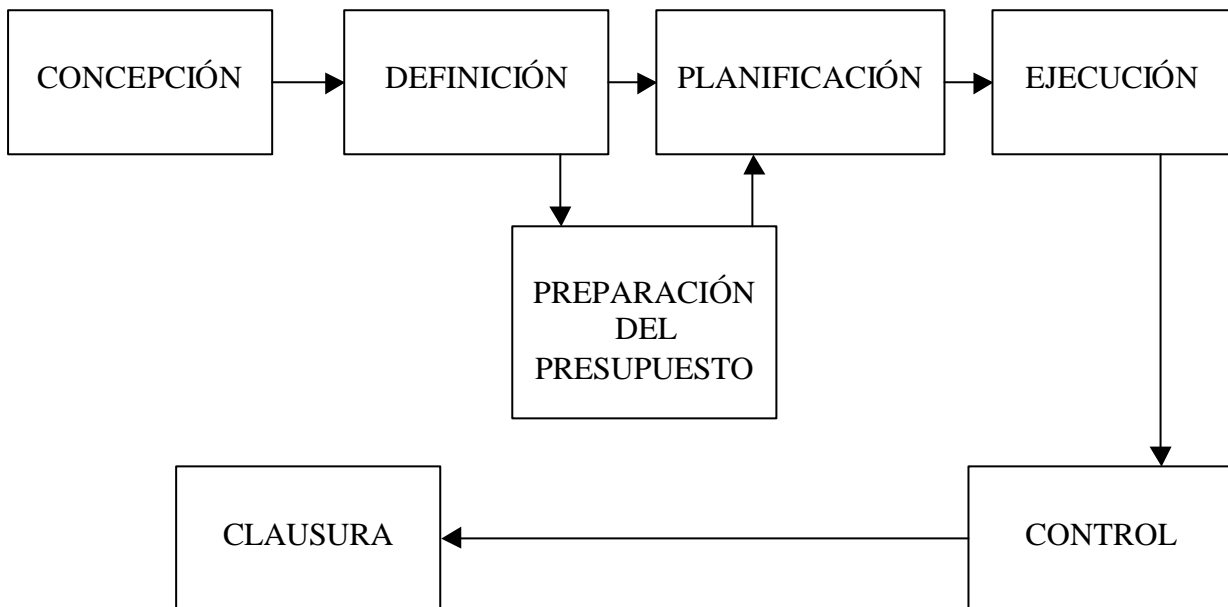 CONCEPCIÓN
DEFINICIÓN
PLANIFICACIÓN
EJECUCIÓN
PREPARACIÓN
DEL
PRESUPUESTO
CLAUSURA
CONTROL